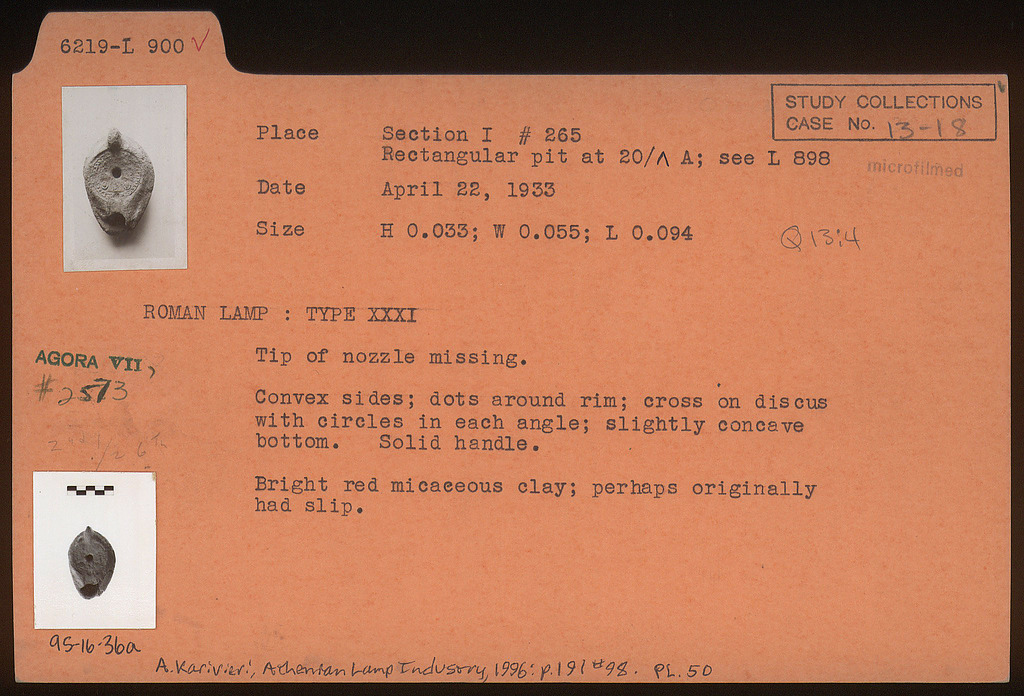 6219-L 900 ✓
STUDY COLLECTIONS
CASE No. 13-18
microfilmed
Place Section I # 265
Rectangular pit at 20/Λ A; see L 898
Date April 22, 1933
Size H 0.033; W 0.055; L 0.094
Q 13:4
ROMAN LAMP : TYPE XXXI
AGORA VII,
# 2573
Tip of nozzle missing.
Convex sides; dots around rim; cross on discus
with circles in each angle; slightly concave
bottom. Solid handle.
2nd 1/2 6th.
Bright red micaceous clay; perhaps originally
had slip.
95-16-36a
A. Karivieri, Athenian Lamp Industry, 1996: p.191 #98. PL. 50